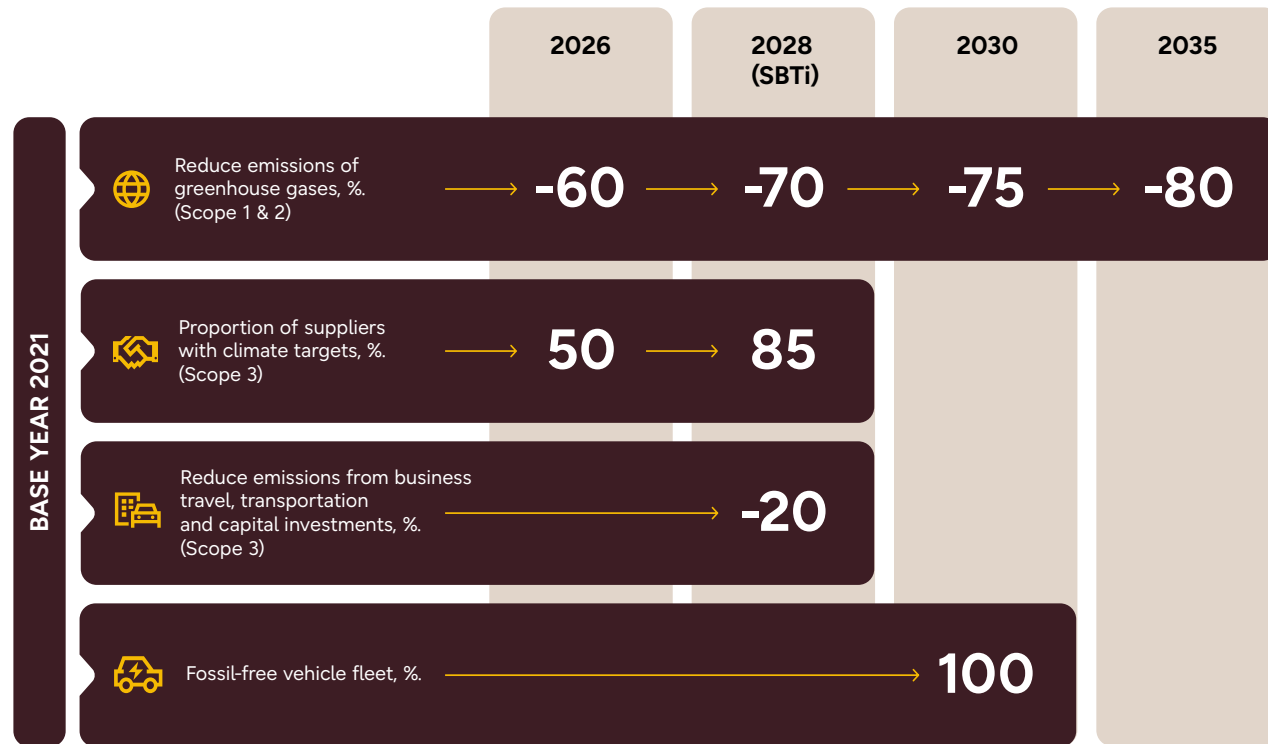 2026
2028
(SBTi)
2030
2035
BASE YEAR 2021
Reduce emissions of
greenhouse gases, %.
(Scope 1 & 2)
-60
-70
-75
-80
Proportion of suppliers
with climate targets, %.
(Scope 3)
50
85
Reduce emissions from business
travel, transportation
and capital investments, %.
(Scope 3)
-20
Fossil-free vehicle fleet, %.
100